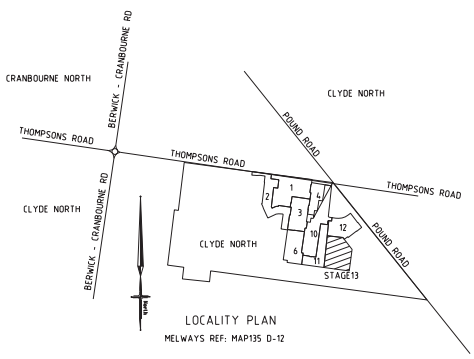 BERWICK - CRANBOURNE RD
CRANBOURNE NORTH
CLYDE NORTH
POUND ROAD
THOMPSONS ROAD
THOMPSONS ROAD
THOMPSONS ROAD
1
4
2
3
CLYDE NORTH
BERWICK - CRANBOURNE RD
POUND ROAD
12
10
CLYDE NORTH
6
11
STAGE13
North
LOCALITY PLAN
MELWAYS REF: MAP135 D-12